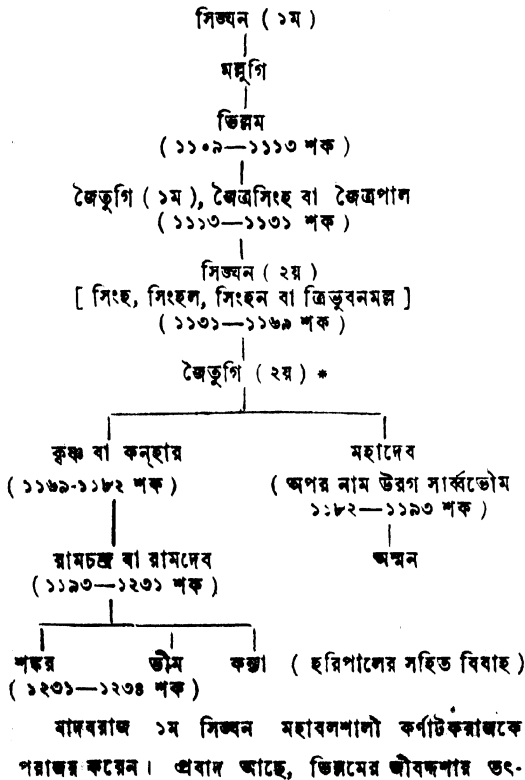 সিঙ্ঘন ( ১ম )
মল্লুগি
ভিল্লম
( ১১০৯—১১১৩ শক )
জৈতুগি ( ১ম ), জৈত্রসিংহ বা জৈত্রপাল
( ১১১৩—১১৩১ শক )
সিঙ্ঘন ( ২য় )
[ সিংহ, সিংহল, সিংহন বা ত্রিভুবনমল্ল ]
( ১১৩১—১১৬৯ শক )
জৈতুগি ( ২য় ) *
কৃষ্ণ বা কন্‌হার মহাদেব
( ১১৬৯-১১৮২ শক ) ( অপর নাম উরগ সার্ব্বভৌম
১১৮২—১১৯৩ শক )
রামচন্দ্র বা রামদেব অম্মন
( ১১৯৩—১২৩১ শক )
শঙ্কর ভীম কন্তা ( হরিপালের সহিত বিবাহ )
( ১২৩১—১২৩৪ শক )
যাদবরাজ ১ম সিঙ্ঘন মহাবলশালী কর্ণাটকরাজকে
পরাজয় করেন । প্রবাদ আছে, ভিল্লমের জীবদ্দশায় তৎ-